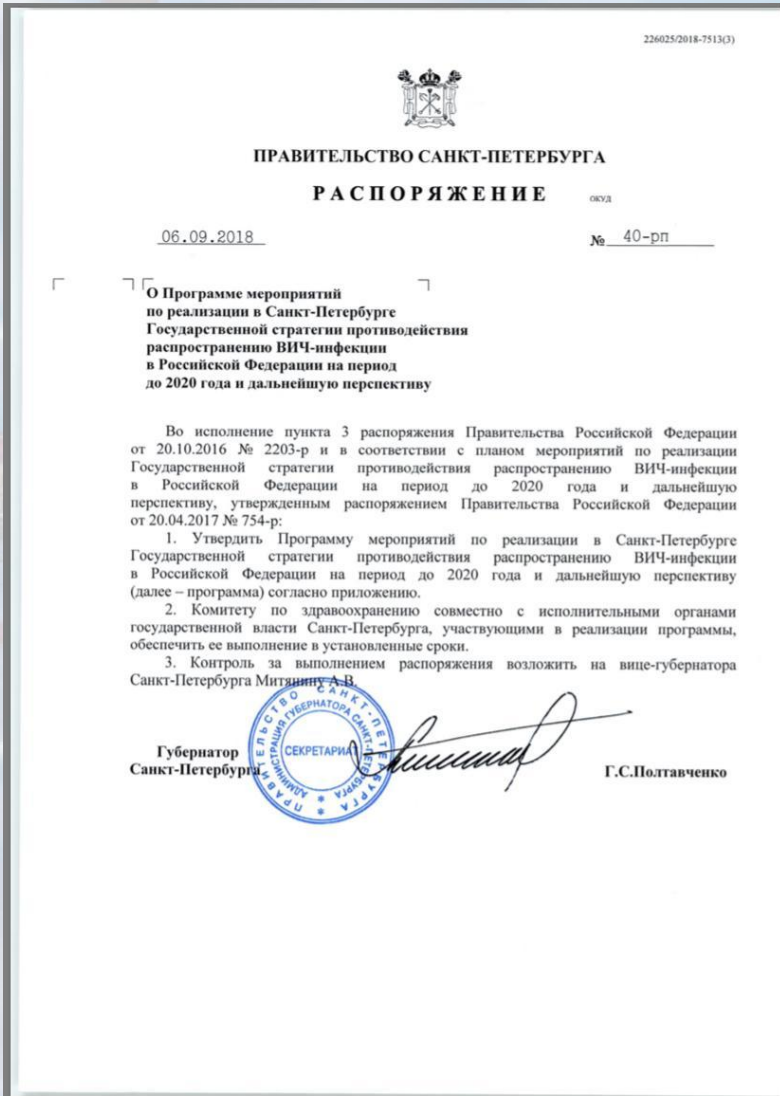 226025/2018-7513(3)
ПРАВИТЕЛЬСТВО САНКТ-ПЕТЕРБУРГА
РАСПОРЯЖЕНИЕ ОКУД
06.09.2018 № 40-рп
О Программе мероприятий
по реализации в Санкт-Петербурге
Государственной стратегии противодействия
распространению ВИЧ-инфекции
в Российской Федерации на период
до 2020 года и дальнейшую перспективу
Во исполнение пункта 3 распоряжения Правительства Российской Федерации
от 20.10.2016 № 2203-р и в соответствии с планом мероприятий по реализации
Государственной стратегии противодействия распространению ВИЧ-инфекции
в Российской Федерации на период до 2020 года и дальнейшую
перспективу, утвержденным распоряжением Правительства Российской Федерации
от 20.04.2017 № 754-р:
1. Утвердить Программу мероприятий по реализации в Санкт-Петербурге
Государственной стратегии противодействия распространению ВИЧ-инфекции
в Российской Федерации на период до 2020 года и дальнейшую перспективу
(далее – программа) согласно приложению.
2. Комитету по здравоохранению совместно с исполнительными органами
государственной власти Санкт-Петербурга, участвующими в реализации программы,
обеспечить ее выполнение в установленные сроки.
3. Контроль за выполнением распоряжения возложить на вице-губернатора
Санкт-Петербурга Митянину А.В.
ПРАВИТЕЛЬСТВО САНКТ-ПЕТЕРБУРГА
АДМИНИСТРАЦИЯ ГУБЕРНАТОРА САНКТ-ПЕТЕРБУРГА
СЕКРЕТАРИАТ
Губернатор
Санкт-Петербурга Г.С.Полтавченко